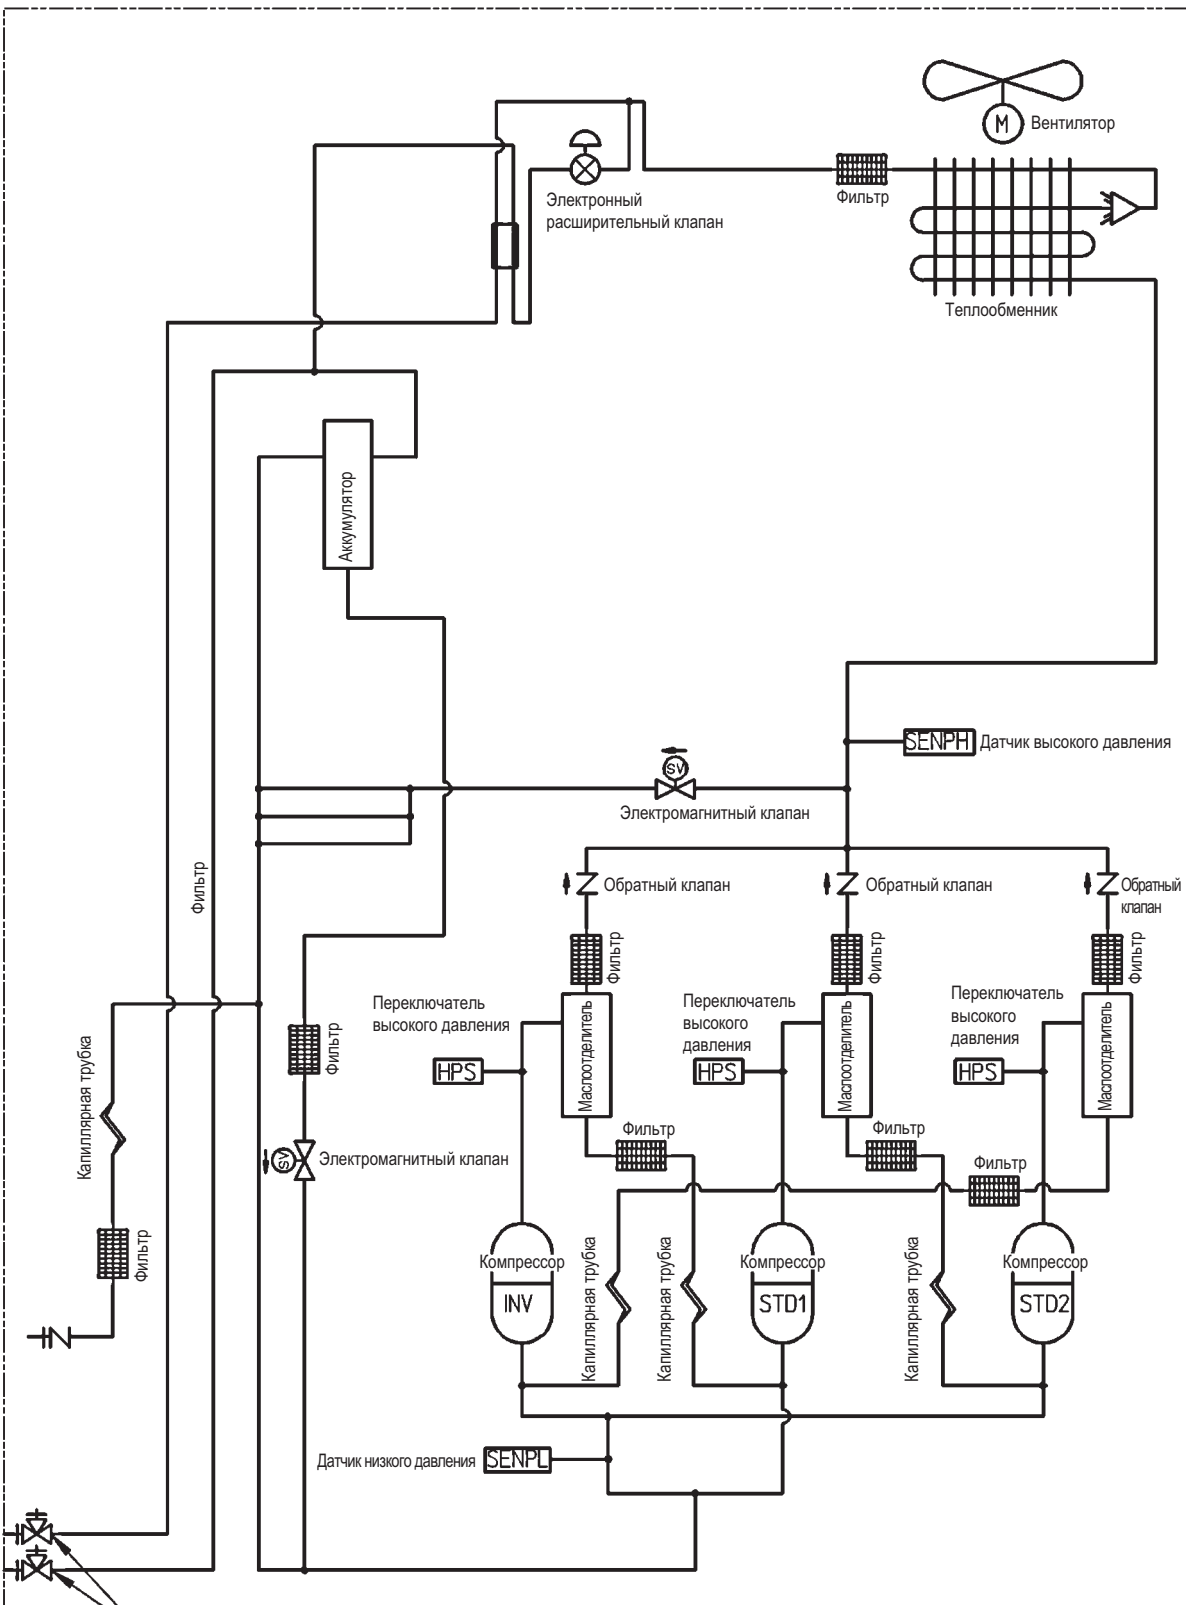 M
Вентилятор
Электронный
расширительный клапан
Фильтр
Теплообменник
Аккумулятор
SENPH
Датчик высокого давления
SV
Электромагнитный клапан
Обратный клапан
Обратный клапан
Обратный
клапан
Фильтр
Фильтр
Фильтр
Фильтр
Переключатель
высокого давления
Переключатель
высокого
давления
Переключатель
высокого
давления
Маслоотделитель
Маслоотделитель
Маслоотделитель
HPS
HPS
HPS
Фильтр
Капиллярная трубка
SV
Электромагнитный клапан
Фильтр
Фильтр
Фильтр
Фильтр
Компрессор
INV
Капиллярная трубка
Капиллярная трубка
Компрессор
STD1
Капиллярная трубка
Компрессор
STD2
Датчик низкого давления
SENPL